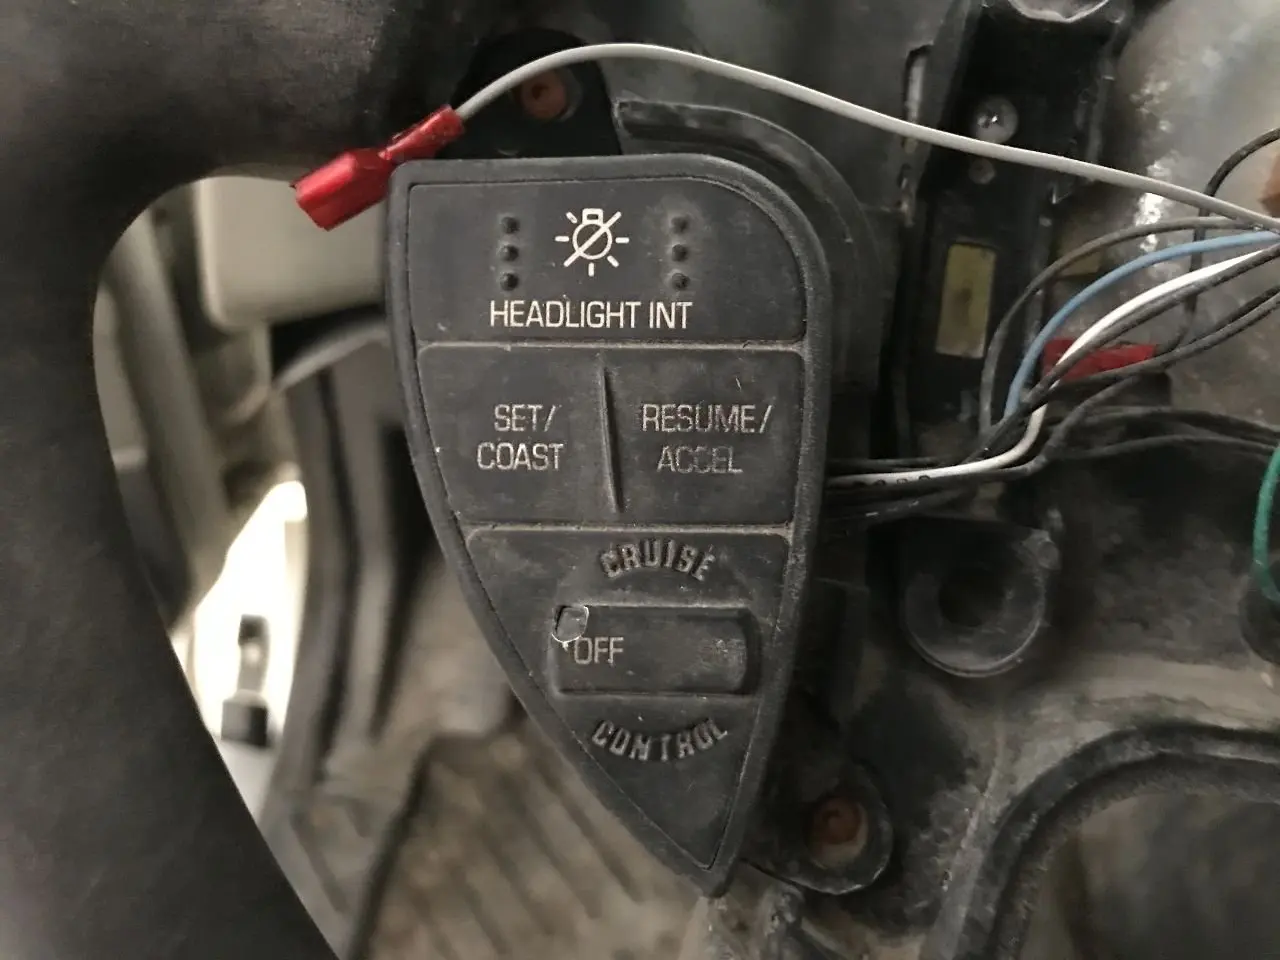 HEADLIGHT INT
SET/
COAST
RESUME/
ACCEL
CRUISE
OFF
CONTROL